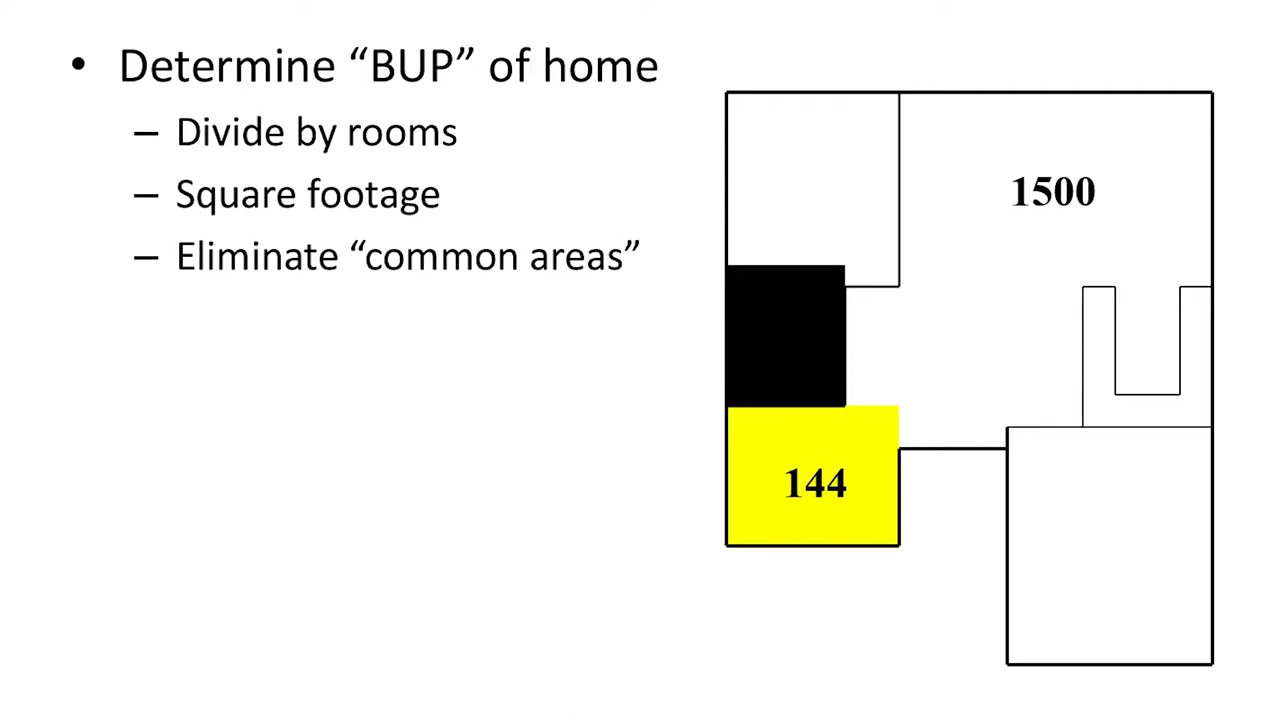 • Determine “BUP” of home
– Divide by rooms
– Square footage
– Eliminate “common areas”
1500
144